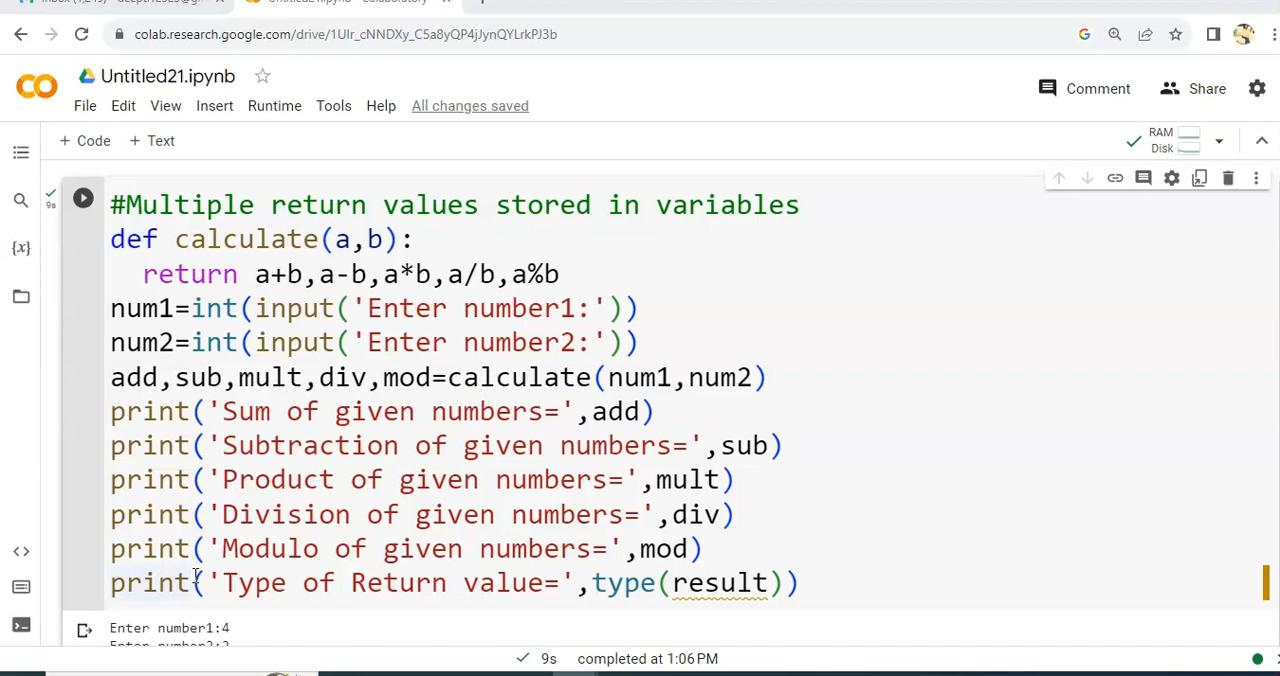 colab.research.google.com/drive/1UIr_cNNDXy_C5a8yQP4jJynQYLrkPJ3b
Untitled21.ipynb
Comment
Share
File Edit View Insert Runtime Tools Help All changes saved
+ Code + Text
RAM
Disk
9s
#Multiple return values stored in variables
def calculate(a,b):
return a+b,a-b,a*b,a/b,a%b
num1=int(input('Enter number1:'))
num2=int(input('Enter number2:'))
add,sub,mult,div,mod=calculate(num1,num2)
print('Sum of given numbers=',add)
print('Subtraction of given numbers=',sub)
print('Product of given numbers=',mult)
print('Division of given numbers=',div)
print('Modulo of given numbers=',mod)
print('Type of Return value=',type(result))
Enter number1:4
9s completed at 1:06 PM